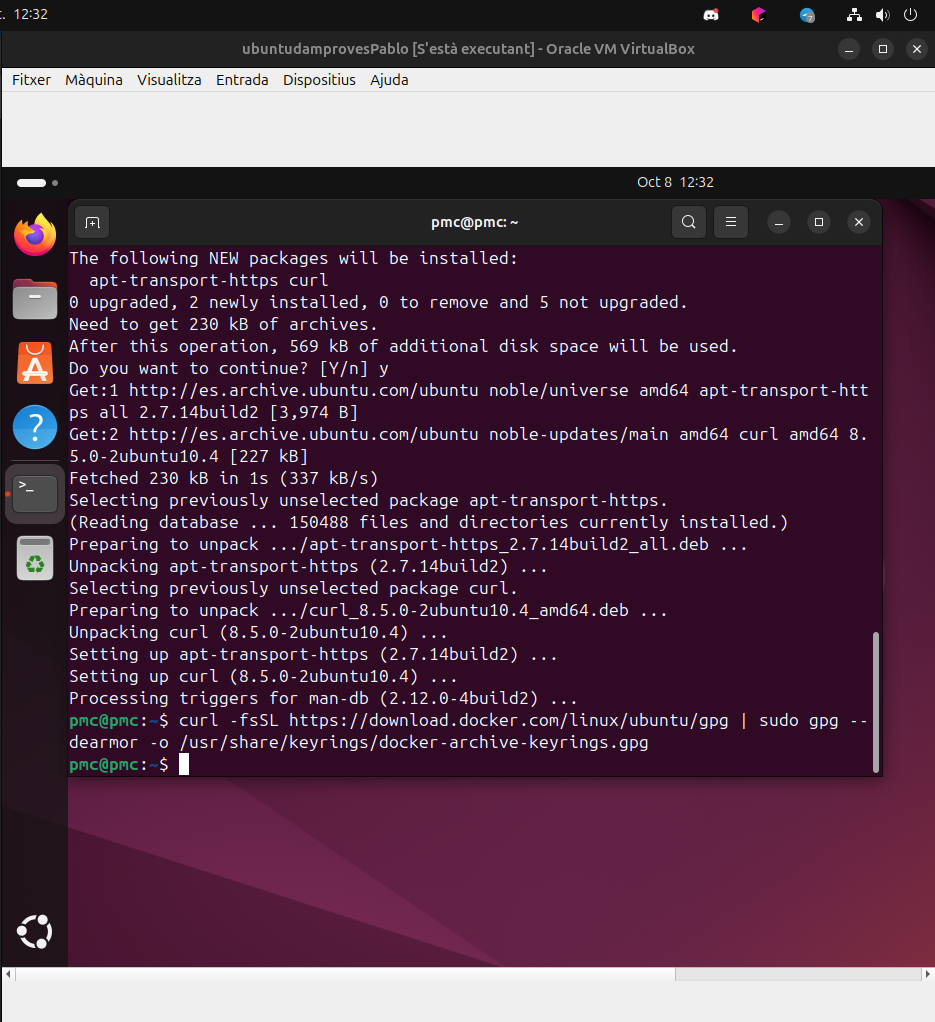 12:32
ubuntudamprovesPablo [S'està executant] - Oracle VM VirtualBox
Fitxer Màquina Visualitza Entrada Dispositius Ajuda
Oct 8 12:32
pmc@pmc: ~
The following NEW packages will be installed:
  apt-transport-https curl
0 upgraded, 2 newly installed, 0 to remove and 5 not upgraded.
Need to get 230 kB of archives.
After this operation, 569 kB of additional disk space will be used.
Do you want to continue? [Y/n] y
Get:1 http://es.archive.ubuntu.com/ubuntu noble/universe amd64 apt-transport-htt
ps all 2.7.14build2 [3,974 B]
Get:2 http://es.archive.ubuntu.com/ubuntu noble-updates/main amd64 curl amd64 8.
5.0-2ubuntu10.4 [227 kB]
Fetched 230 kB in 1s (337 kB/s)
Selecting previously unselected package apt-transport-https.
(Reading database ... 150488 files and directories currently installed.)
Preparing to unpack .../apt-transport-https_2.7.14build2_all.deb ...
Unpacking apt-transport-https (2.7.14build2) ...
Selecting previously unselected package curl.
Preparing to unpack .../curl_8.5.0-2ubuntu10.4_amd64.deb ...
Unpacking curl (8.5.0-2ubuntu10.4) ...
Setting up apt-transport-https (2.7.14build2) ...
Setting up curl (8.5.0-2ubuntu10.4) ...
Processing triggers for man-db (2.12.0-4build2) ...
pmc@pmc:~$ curl -fsSL https://download.docker.com/linux/ubuntu/gpg | sudo gpg --
dearmor -o /usr/share/keyrings/docker-archive-keyrings.gpg
pmc@pmc:~$